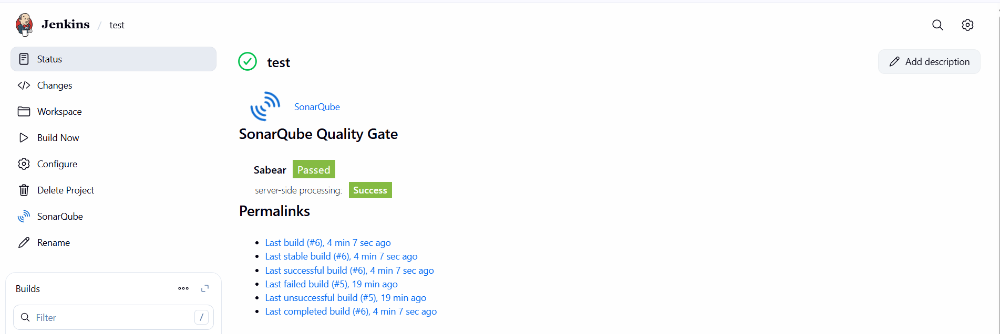 Jenkins / test
Status
Changes
Workspace
Build Now
Configure
Delete Project
SonarQube
Rename
Builds
Filter /
test
Add description
SonarQube
SonarQube Quality Gate
Sabear Passed
server-side processing: Success
Permalinks
Last build (#6), 4 min 7 sec ago
Last stable build (#6), 4 min 7 sec ago
Last successful build (#6), 4 min 7 sec ago
Last failed build (#5), 19 min ago
Last unsuccessful build (#5), 19 min ago
Last completed build (#6), 4 min 7 sec ago